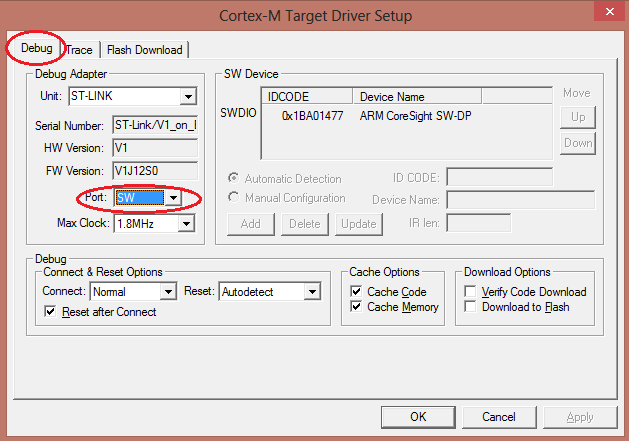 Cortex-M Target Driver Setup
Debug Trace Flash Download
Debug Adapter
Unit: ST-LINK
Serial Number: ST-Link/V1_on_
HW Version: V1
FW Version: V1J12S0
Port: SW
Max Clock: 1.8MHz
SW Device
IDCODE Device Name Move
SWDIO 0x1BA01477 ARM CoreSight SW-DP Up
Down
Automatic Detection ID CODE:
Manual Configuration Device Name:
Add Delete Update IR len:
Debug
Connect & Reset Options
Connect: Normal Reset: Autodetect
Reset after Connect
Cache Options
Cache Code
Cache Memory
Download Options
Verify Code Download
Download to Flash
OK Cancel Apply